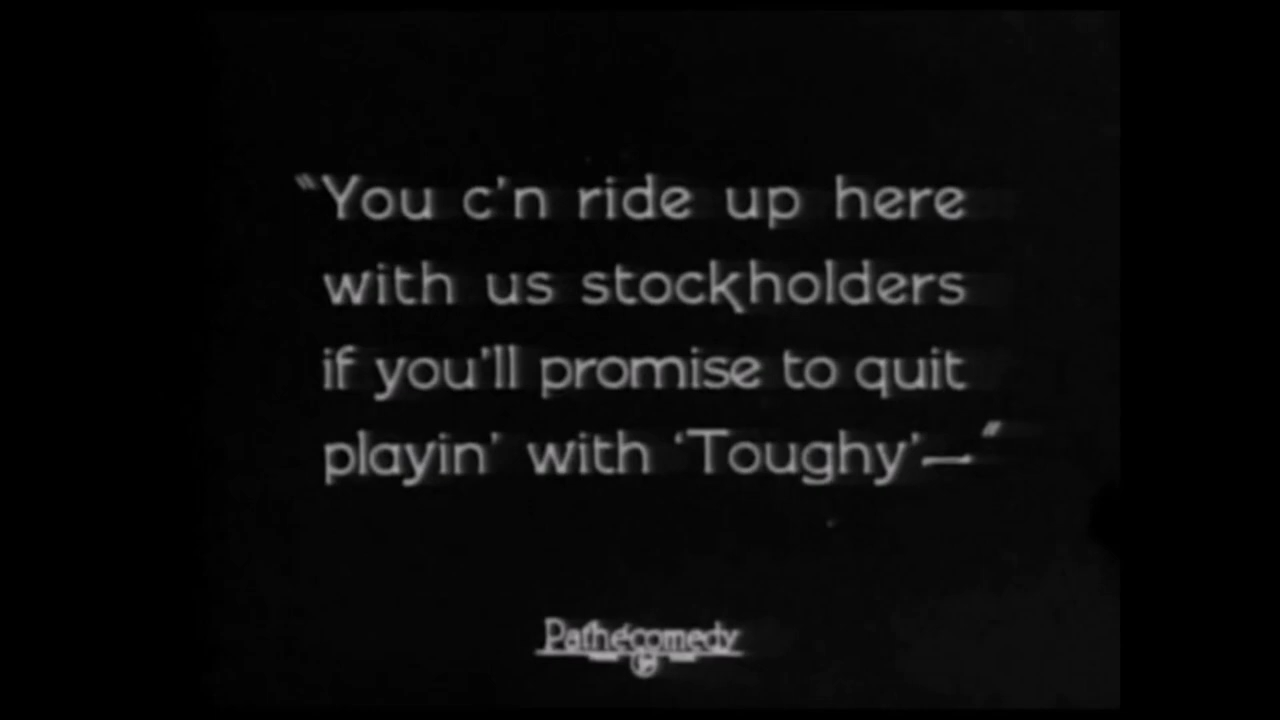 "You c'n ride up here
with us stockholders
if you'll promise to quit
playin' with 'Toughy'—"
Pathécomedy